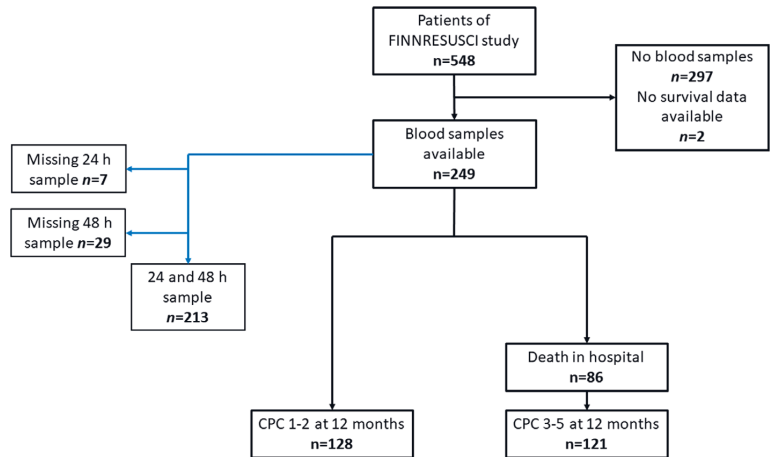 Patients of
FINNRESUSCI study
n=548
No blood samples
n=297
No survival data
available
n=2
Blood samples
available
n=249
Missing 24 h
sample n=7
Missing 48 h
sample n=29
24 and 48 h
sample
n=213
Death in hospital
n=86
CPC 1-2 at 12 months
n=128
CPC 3-5 at 12 months
n=121